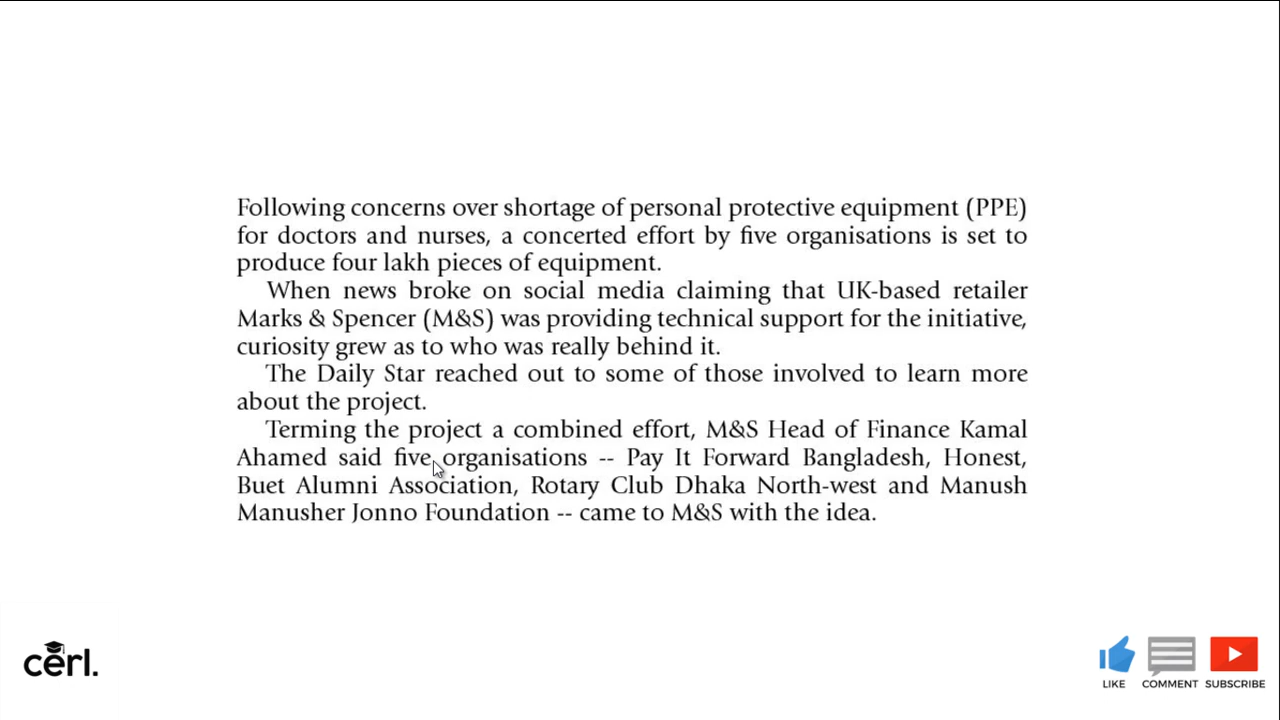 Following concerns over shortage of personal protective equipment (PPE)
for doctors and nurses, a concerted effort by five organisations is set to
produce four lakh pieces of equipment.
When news broke on social media claiming that UK-based retailer
Marks & Spencer (M&S) was providing technical support for the initiative,
curiosity grew as to who was really behind it.
The Daily Star reached out to some of those involved to learn more
about the project.
Terming the project a combined effort, M&S Head of Finance Kamal
Ahamed said five organisations -- Pay It Forward Bangladesh, Honest,
Buet Alumni Association, Rotary Club Dhaka North-west and Manush
Manusher Jonno Foundation -- came to M&S with the idea.
cerl.
LIKE COMMENT SUBSCRIBE